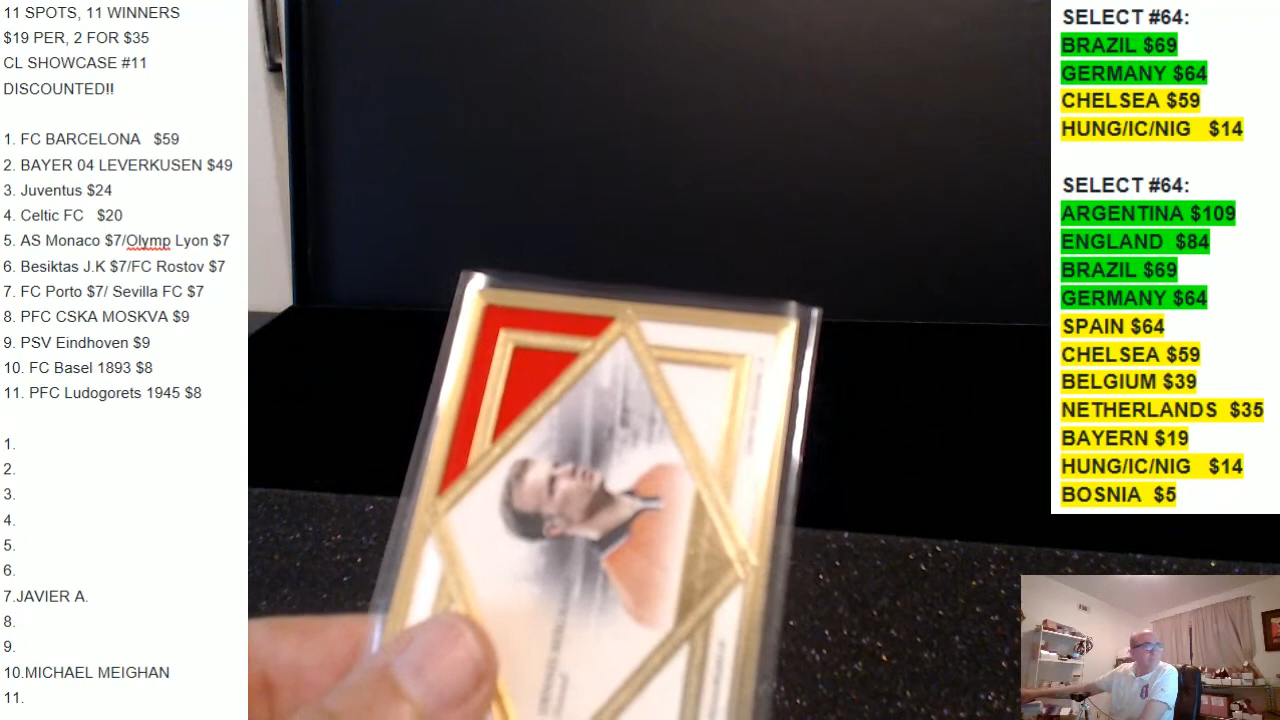 11 SPOTS, 11 WINNERS
$19 PER, 2 FOR $35
CL SHOWCASE #11
DISCOUNTED!!
1. FC BARCELONA $59
2. BAYER 04 LEVERKUSEN $49
3. Juventus $24
4. Celtic FC $20
5. AS Monaco $7/Olymp Lyon $7
6. Besiktas J.K $7/FC Rostov $7
7. FC Porto $7/ Sevilla FC $7
8. PFC CSKA MOSKVA $9
9. PSV Eindhoven $9
10. FC Basel 1893 $8
11. PFC Ludogorets 1945 $8
1.
2.
3.
4.
5.
6.
7.JAVIER A.
8.
9.
10.MICHAEL MEIGHAN
11.
SELECT #64:
BRAZIL $69
GERMANY $64
CHELSEA $59
HUNG/IC/NIG $14
SELECT #64:
ARGENTINA $109
ENGLAND $84
BRAZIL $69
GERMANY $64
SPAIN $64
CHELSEA $59
BELGIUM $39
NETHERLANDS $35
BAYERN $19
HUNG/IC/NIG $14
BOSNIA $5